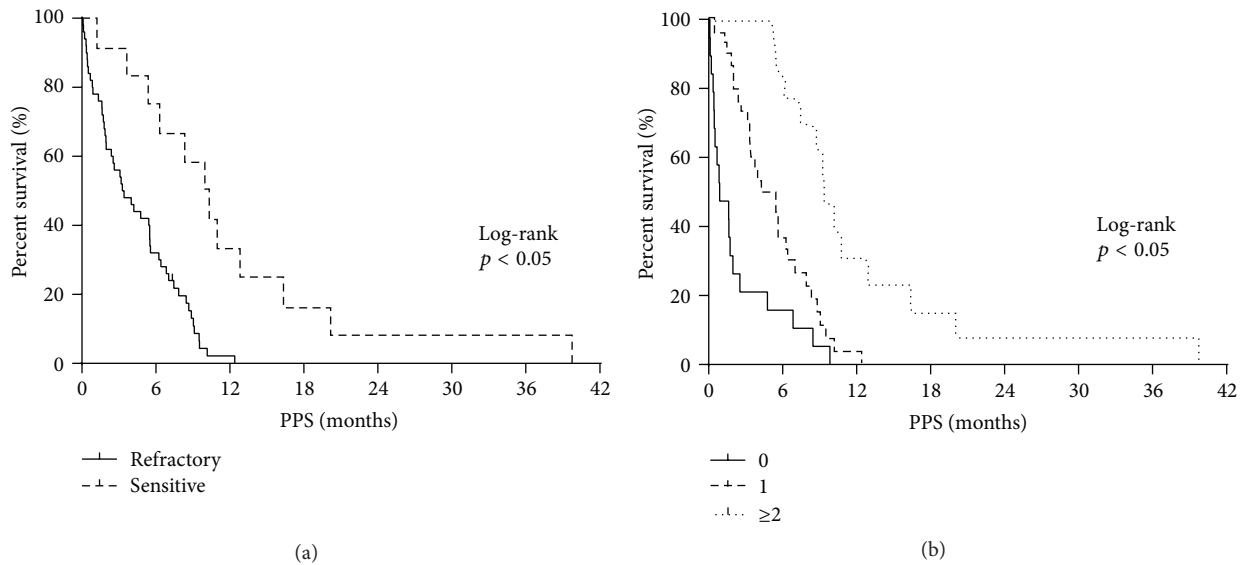 100
80
60
40
20
0
Percent survival (%)
Log-rank
p < 0.05
0 6 12 18 24 30 36 42
PPS (months)
Refractory
Sensitive
(a)
100
80
60
40
20
0
Percent survival (%)
Log-rank
p < 0.05
0 6 12 18 24 30 36 42
PPS (months)
0
1
≥2
(b)